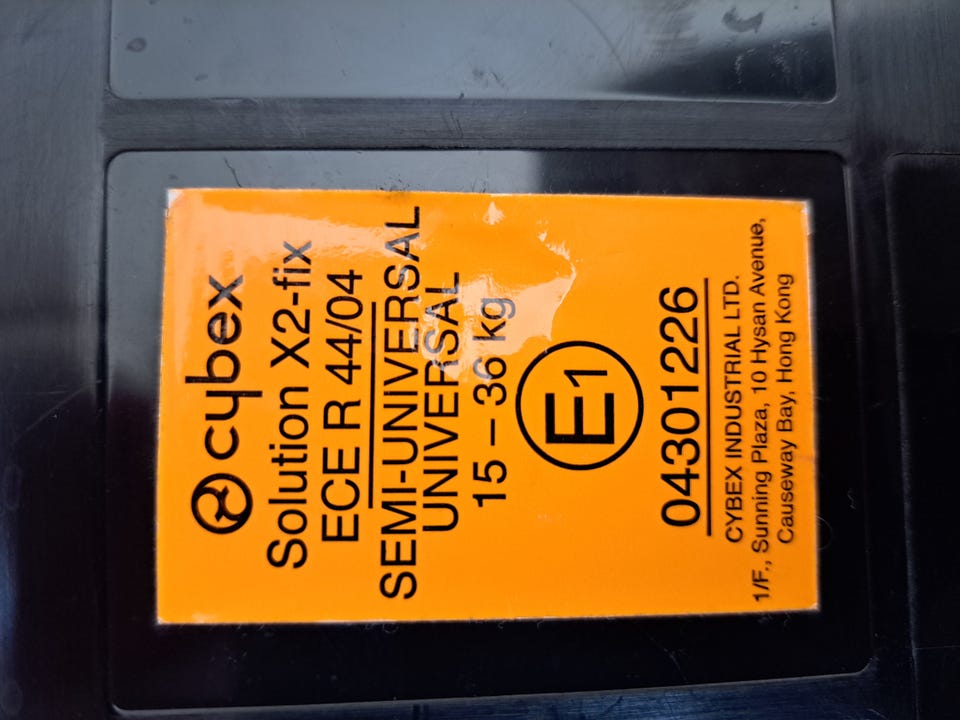 cybex
Solution X2-fix
ECE R 44/04
SEMI-UNIVERSAL
UNIVERSAL
15 – 36 kg
E1
04301226
CYBEX INDUSTRIAL LTD.
1/F., Sunning Plaza, 10 Hysan Avenue,
Causeway Bay, Hong Kong